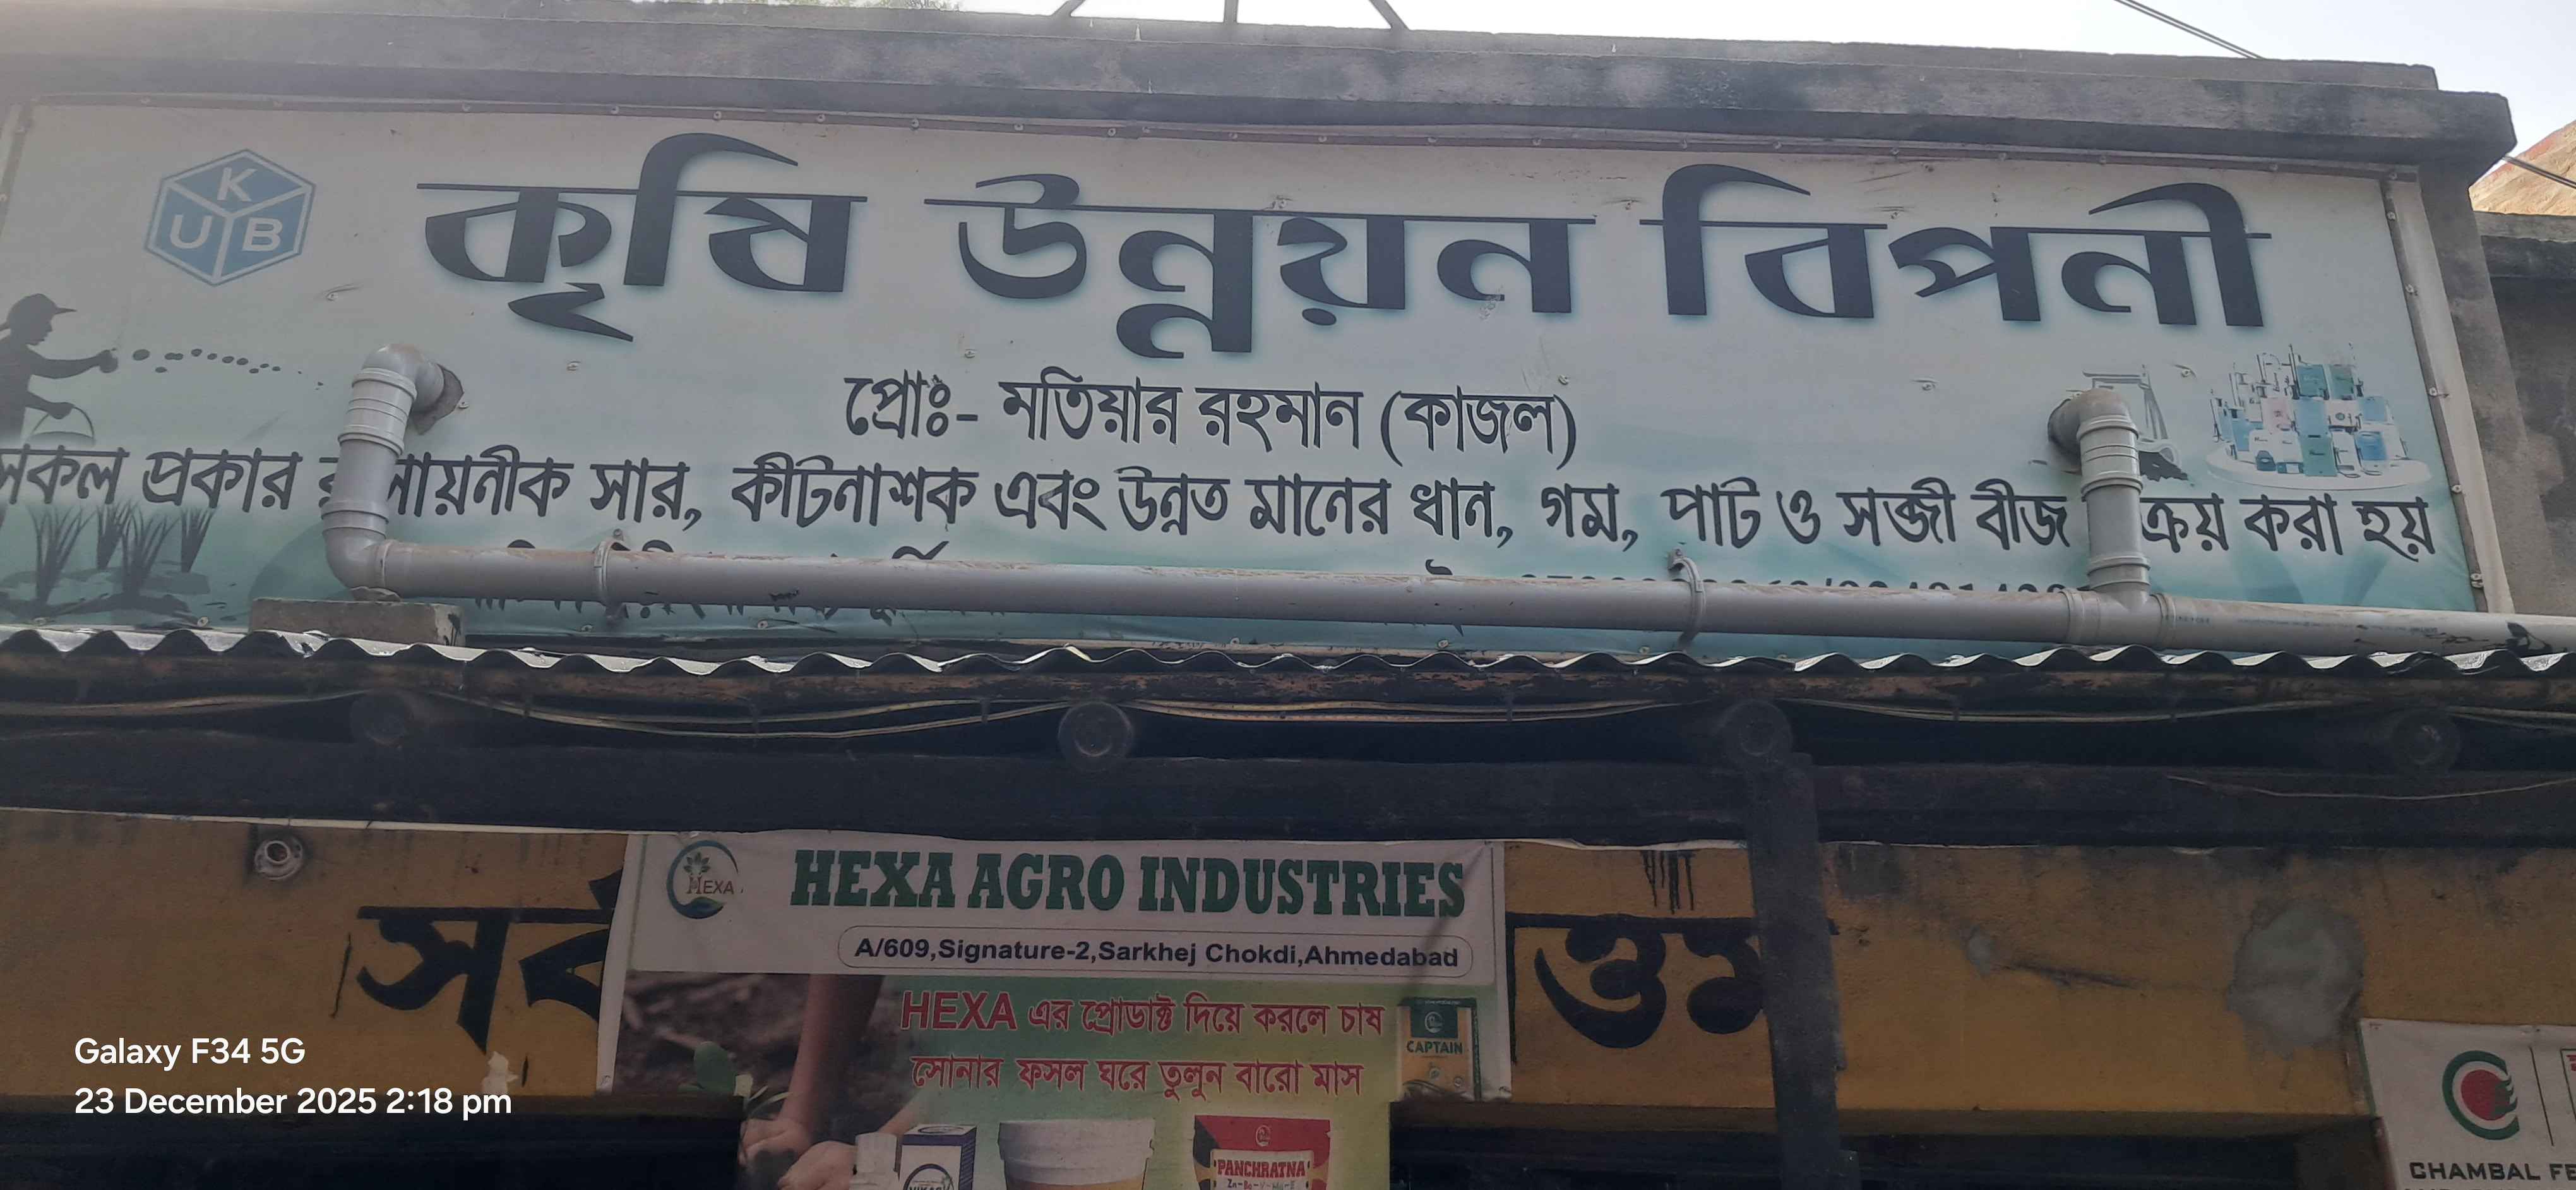 KUB
কৃষি উন্নয়ন বিপনী
প্রোঃ- মতিয়ার রহমান (কাজল)
সকল প্রকার সার, কীটনাশক এবং উন্নত মানের ধান, গম, পাট ও সব্জী বীজ ক্রয় করা হয়
HEXA
HEXA AGRO INDUSTRIES
A/609,Signature-2,Sarkhej Chokdi,Ahmedabad
HEXA এর প্রোডাক্ট দিয়ে করলে চাষ
সোনার ফসল ঘরে তুলুন বারো মাস
CAPTAIN
PANCHRATNA
CHAMBAL FE
Galaxy F34 5G
23 December 2025 2:18 pm